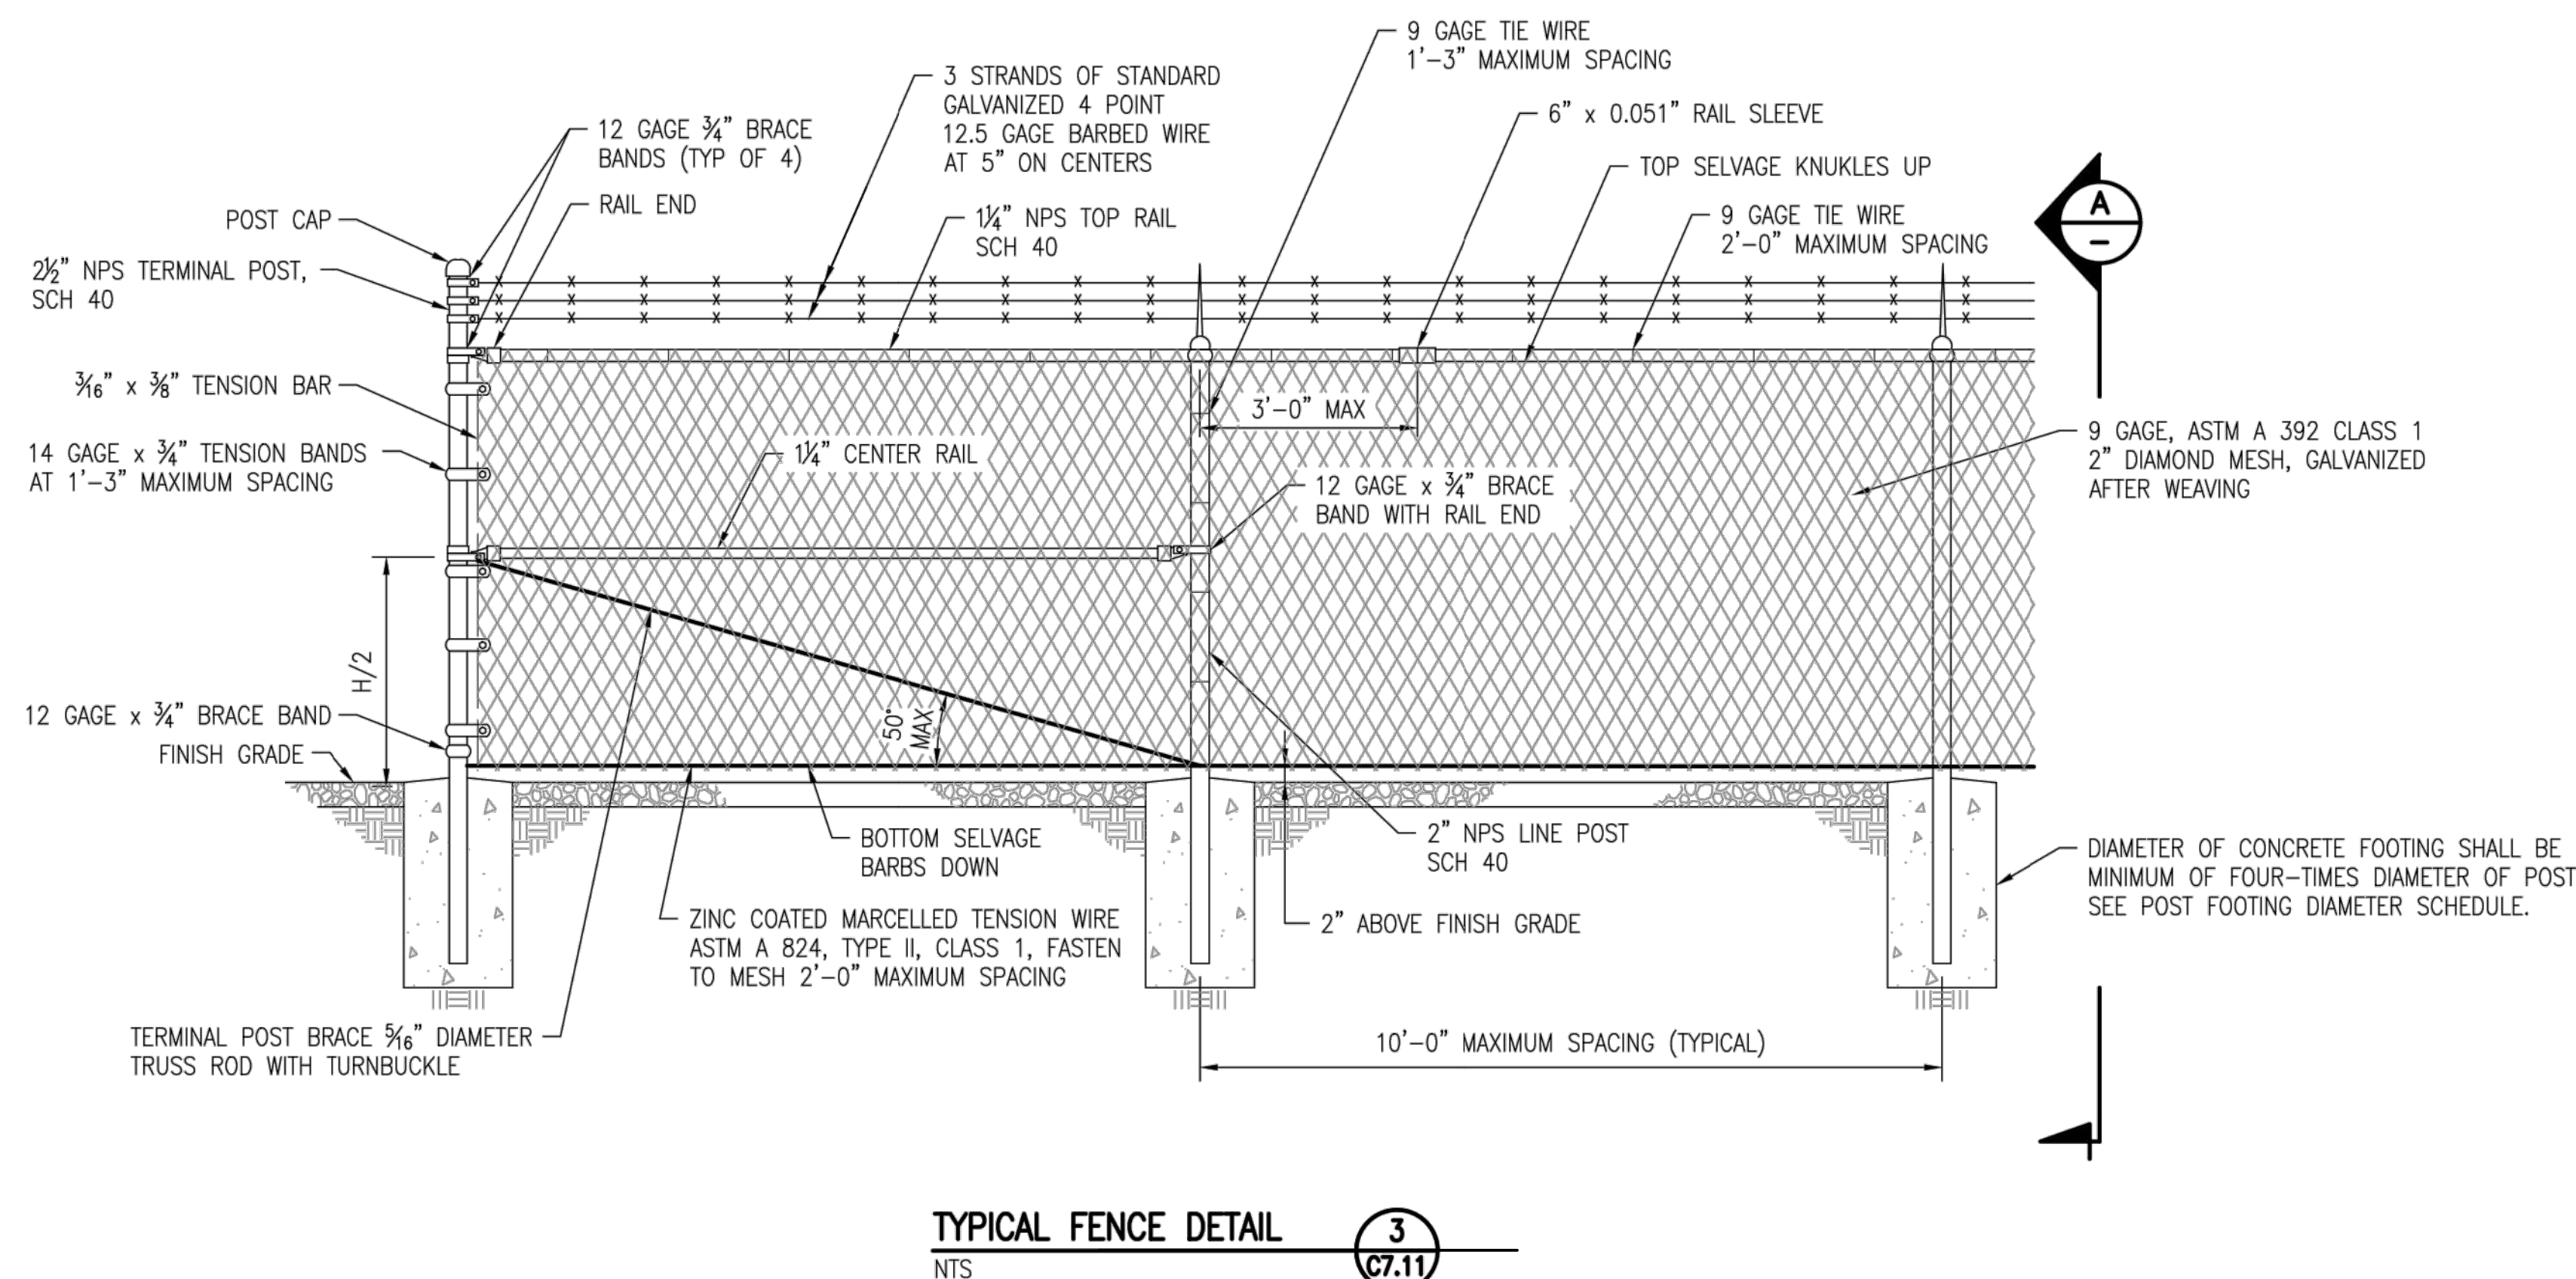 9 GAGE TIE WIRE
1'-3" MAXIMUM SPACING
3 STRANDS OF STANDARD
GALVANIZED 4 POINT
12.5 GAGE BARBED WIRE
AT 5" ON CENTERS
6" x 0.051" RAIL SLEEVE
12 GAGE ¾" BRACE
BANDS (TYP OF 4)
TOP SELVAGE KNUKLES UP
RAIL END
POST CAP
1¼" NPS TOP RAIL
SCH 40
9 GAGE TIE WIRE
2'-0" MAXIMUM SPACING
A
–
2½" NPS TERMINAL POST,
SCH 40
3⁄16" x ⅜" TENSION BAR
3'-0" MAX
14 GAGE x ¾" TENSION BANDS
AT 1'-3" MAXIMUM SPACING
1¼" CENTER RAIL
12 GAGE x ¾" BRACE
BAND WITH RAIL END
9 GAGE, ASTM A 392 CLASS 1
2" DIAMOND MESH, GALVANIZED
AFTER WEAVING
H/2
50°
MAX
12 GAGE x ¾" BRACE BAND
FINISH GRADE
BOTTOM SELVAGE
BARBS DOWN
2" NPS LINE POST
SCH 40
DIAMETER OF CONCRETE FOOTING SHALL BE
MINIMUM OF FOUR-TIMES DIAMETER OF POST
SEE POST FOOTING DIAMETER SCHEDULE.
ZINC COATED MARCELLED TENSION WIRE
ASTM A 824, TYPE II, CLASS 1, FASTEN
TO MESH 2'-0" MAXIMUM SPACING
2" ABOVE FINISH GRADE
TERMINAL POST BRACE 5⁄16" DIAMETER
TRUSS ROD WITH TURNBUCKLE
10'-0" MAXIMUM SPACING (TYPICAL)
TYPICAL FENCE DETAIL
NTS
3
C7.11